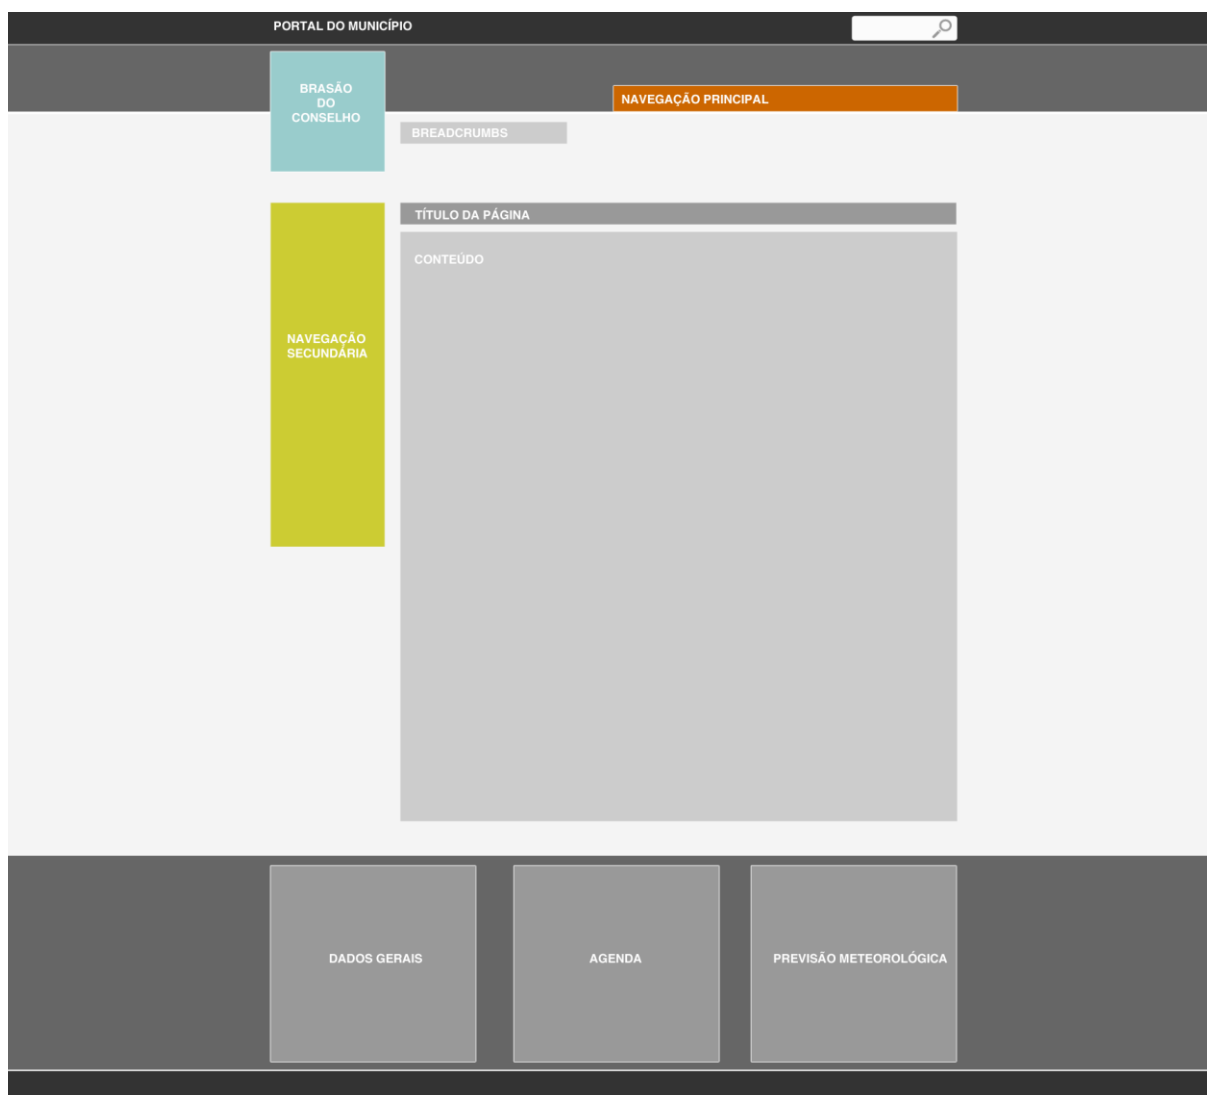 PORTAL DO MUNICÍPIO
BRASÃO
DO
CONSELHO
NAVEGAÇÃO PRINCIPAL
BREADCRUMBS
TÍTULO DA PÁGINA
CONTEÚDO
NAVEGAÇÃO
SECUNDÁRIA
DADOS GERAIS
AGENDA
PREVISÃO METEOROLÓGICA